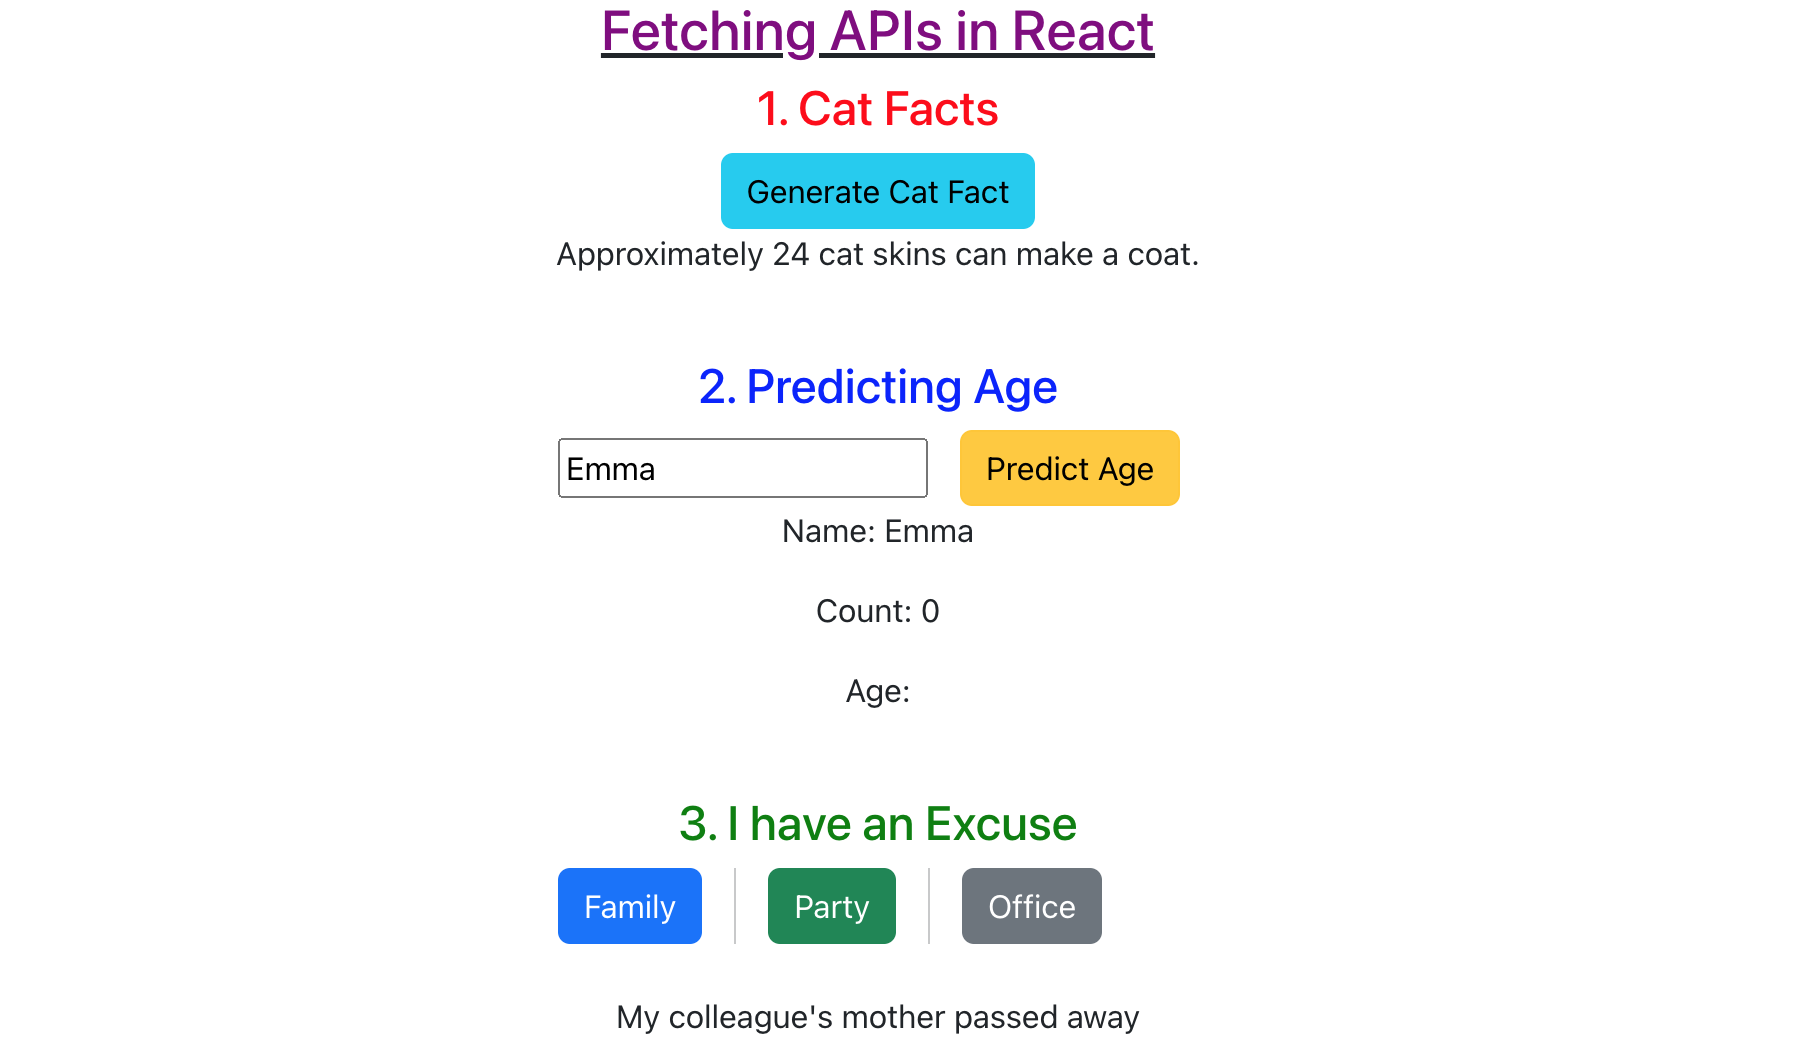 Fetching APIs in React
1. Cat Facts
Generate Cat Fact
Approximately 24 cat skins can make a coat.
2. Predicting Age
Emma Predict Age
Name: Emma
Count: 0
Age:
3. I have an Excuse
Family Party Office
My colleague's mother passed away